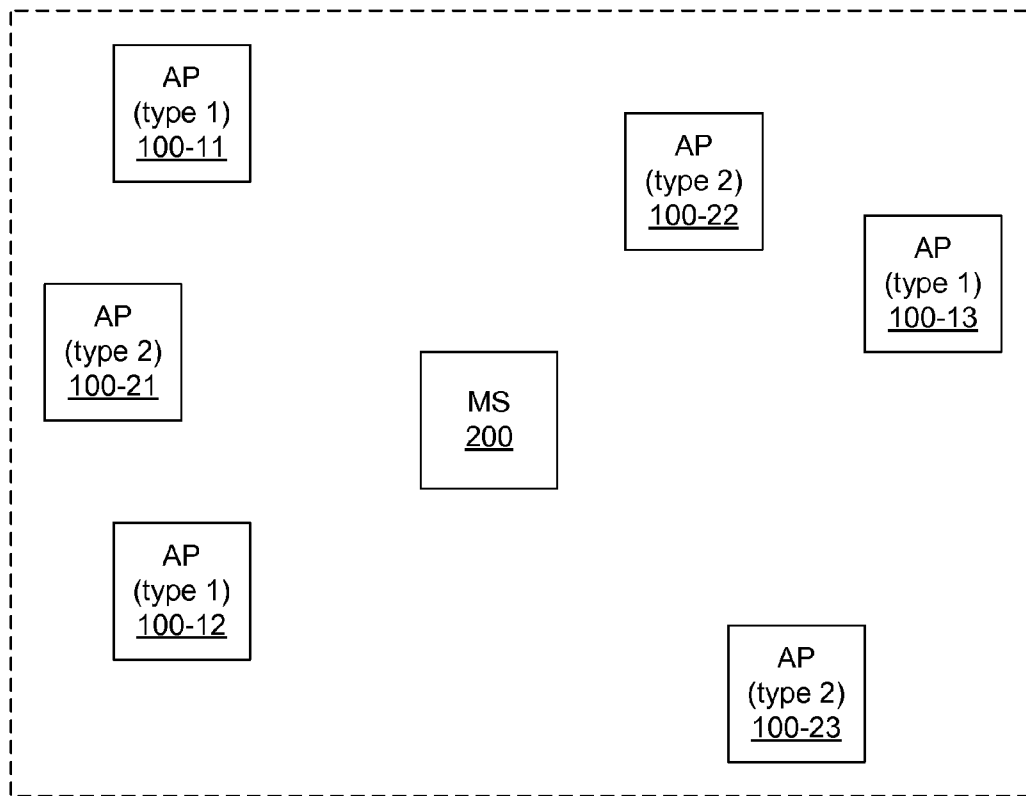 AP
(type 1)
100-11
AP
(type 2)
100-22
AP
(type 1)
100-13
AP
(type 2)
100-21
MS
200
AP
(type 1)
100-12
AP
(type 2)
100-23